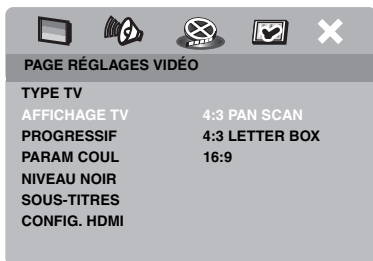 PAGE RÉGLAGES VIDÉO
TYPE TV
AFFICHAGE TV 4:3 PAN SCAN
PROGRESSIF 4:3 LETTER BOX
PARAM COUL 16:9
NIVEAU NOIR
SOUS-TITRES
CONFIG. HDMI